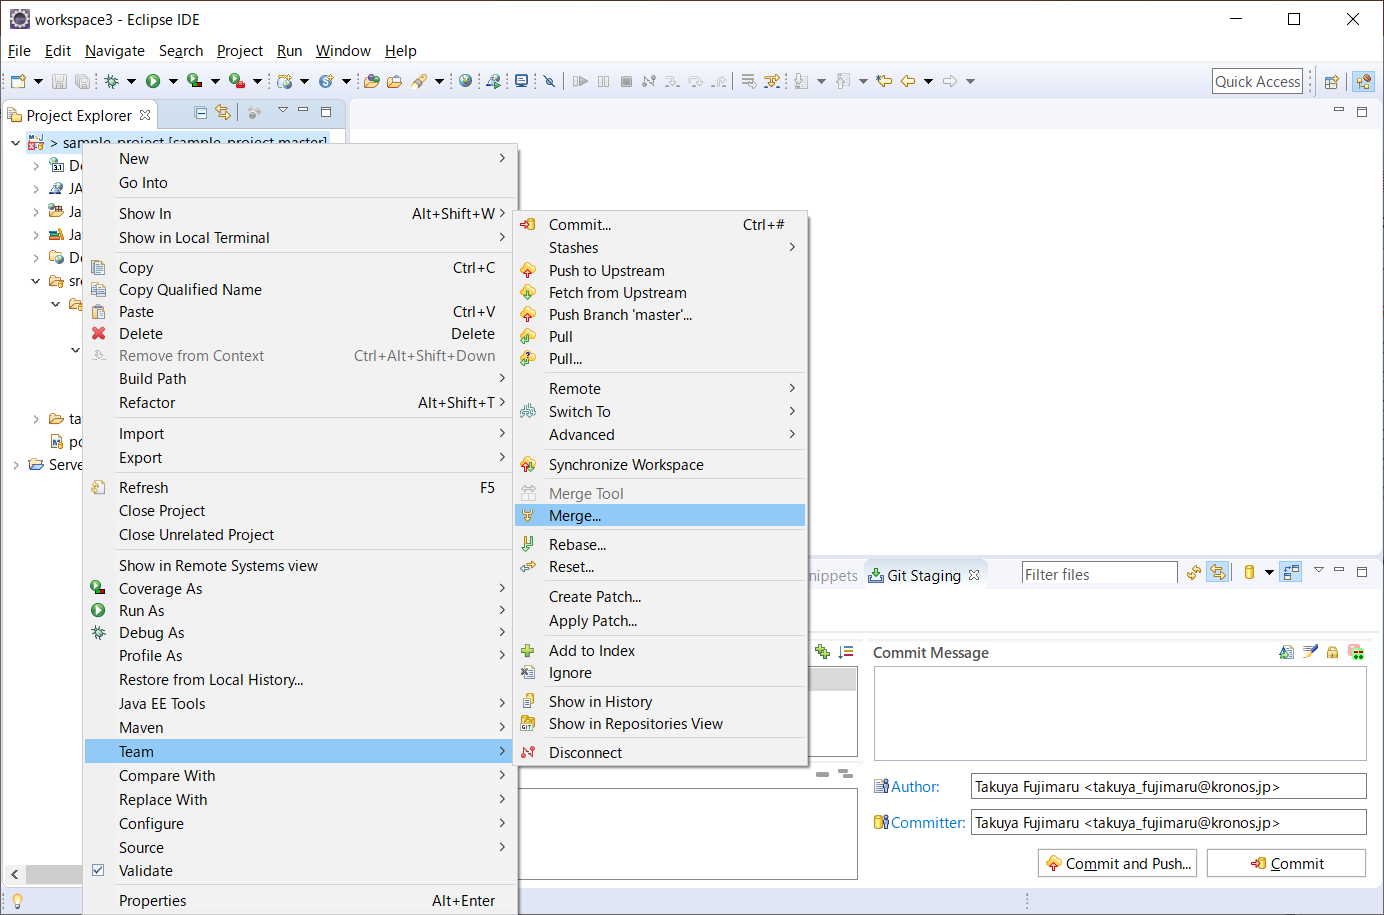 workspace3 - Eclipse IDE
File Edit Navigate Search Project Run Window Help
Quick Access
Project Explorer
> sample_project [sample_project master]
JA
Ja
Ja
ta
Serve
New
Go Into
Show In Alt+Shift+W
Show in Local Terminal
Copy Ctrl+C
Copy Qualified Name
Paste Ctrl+V
Delete Delete
Remove from Context Ctrl+Alt+Shift+Down
Build Path
Refactor Alt+Shift+T
Import
Export
Refresh F5
Close Project
Close Unrelated Project
Show in Remote Systems view
Coverage As
Run As
Debug As
Profile As
Restore from Local History...
Java EE Tools
Maven
Team
Compare With
Replace With
Configure
Source
Validate
Properties Alt+Enter
Commit... Ctrl+#
Stashes
Push to Upstream
Fetch from Upstream
Push Branch 'master'...
Pull
Pull...
Remote
Switch To
Advanced
Synchronize Workspace
Merge Tool
Merge...
Rebase...
Reset...
Create Patch...
Apply Patch...
Add to Index
Ignore
Show in History
Show in Repositories View
Disconnect
nippets
Git Staging
Filter files
Commit Message
Author: Takuya Fujimaru <takuya_fujimaru@kronos.jp>
Committer: Takuya Fujimaru <takuya_fujimaru@kronos.jp>
Commit and Push...
Commit